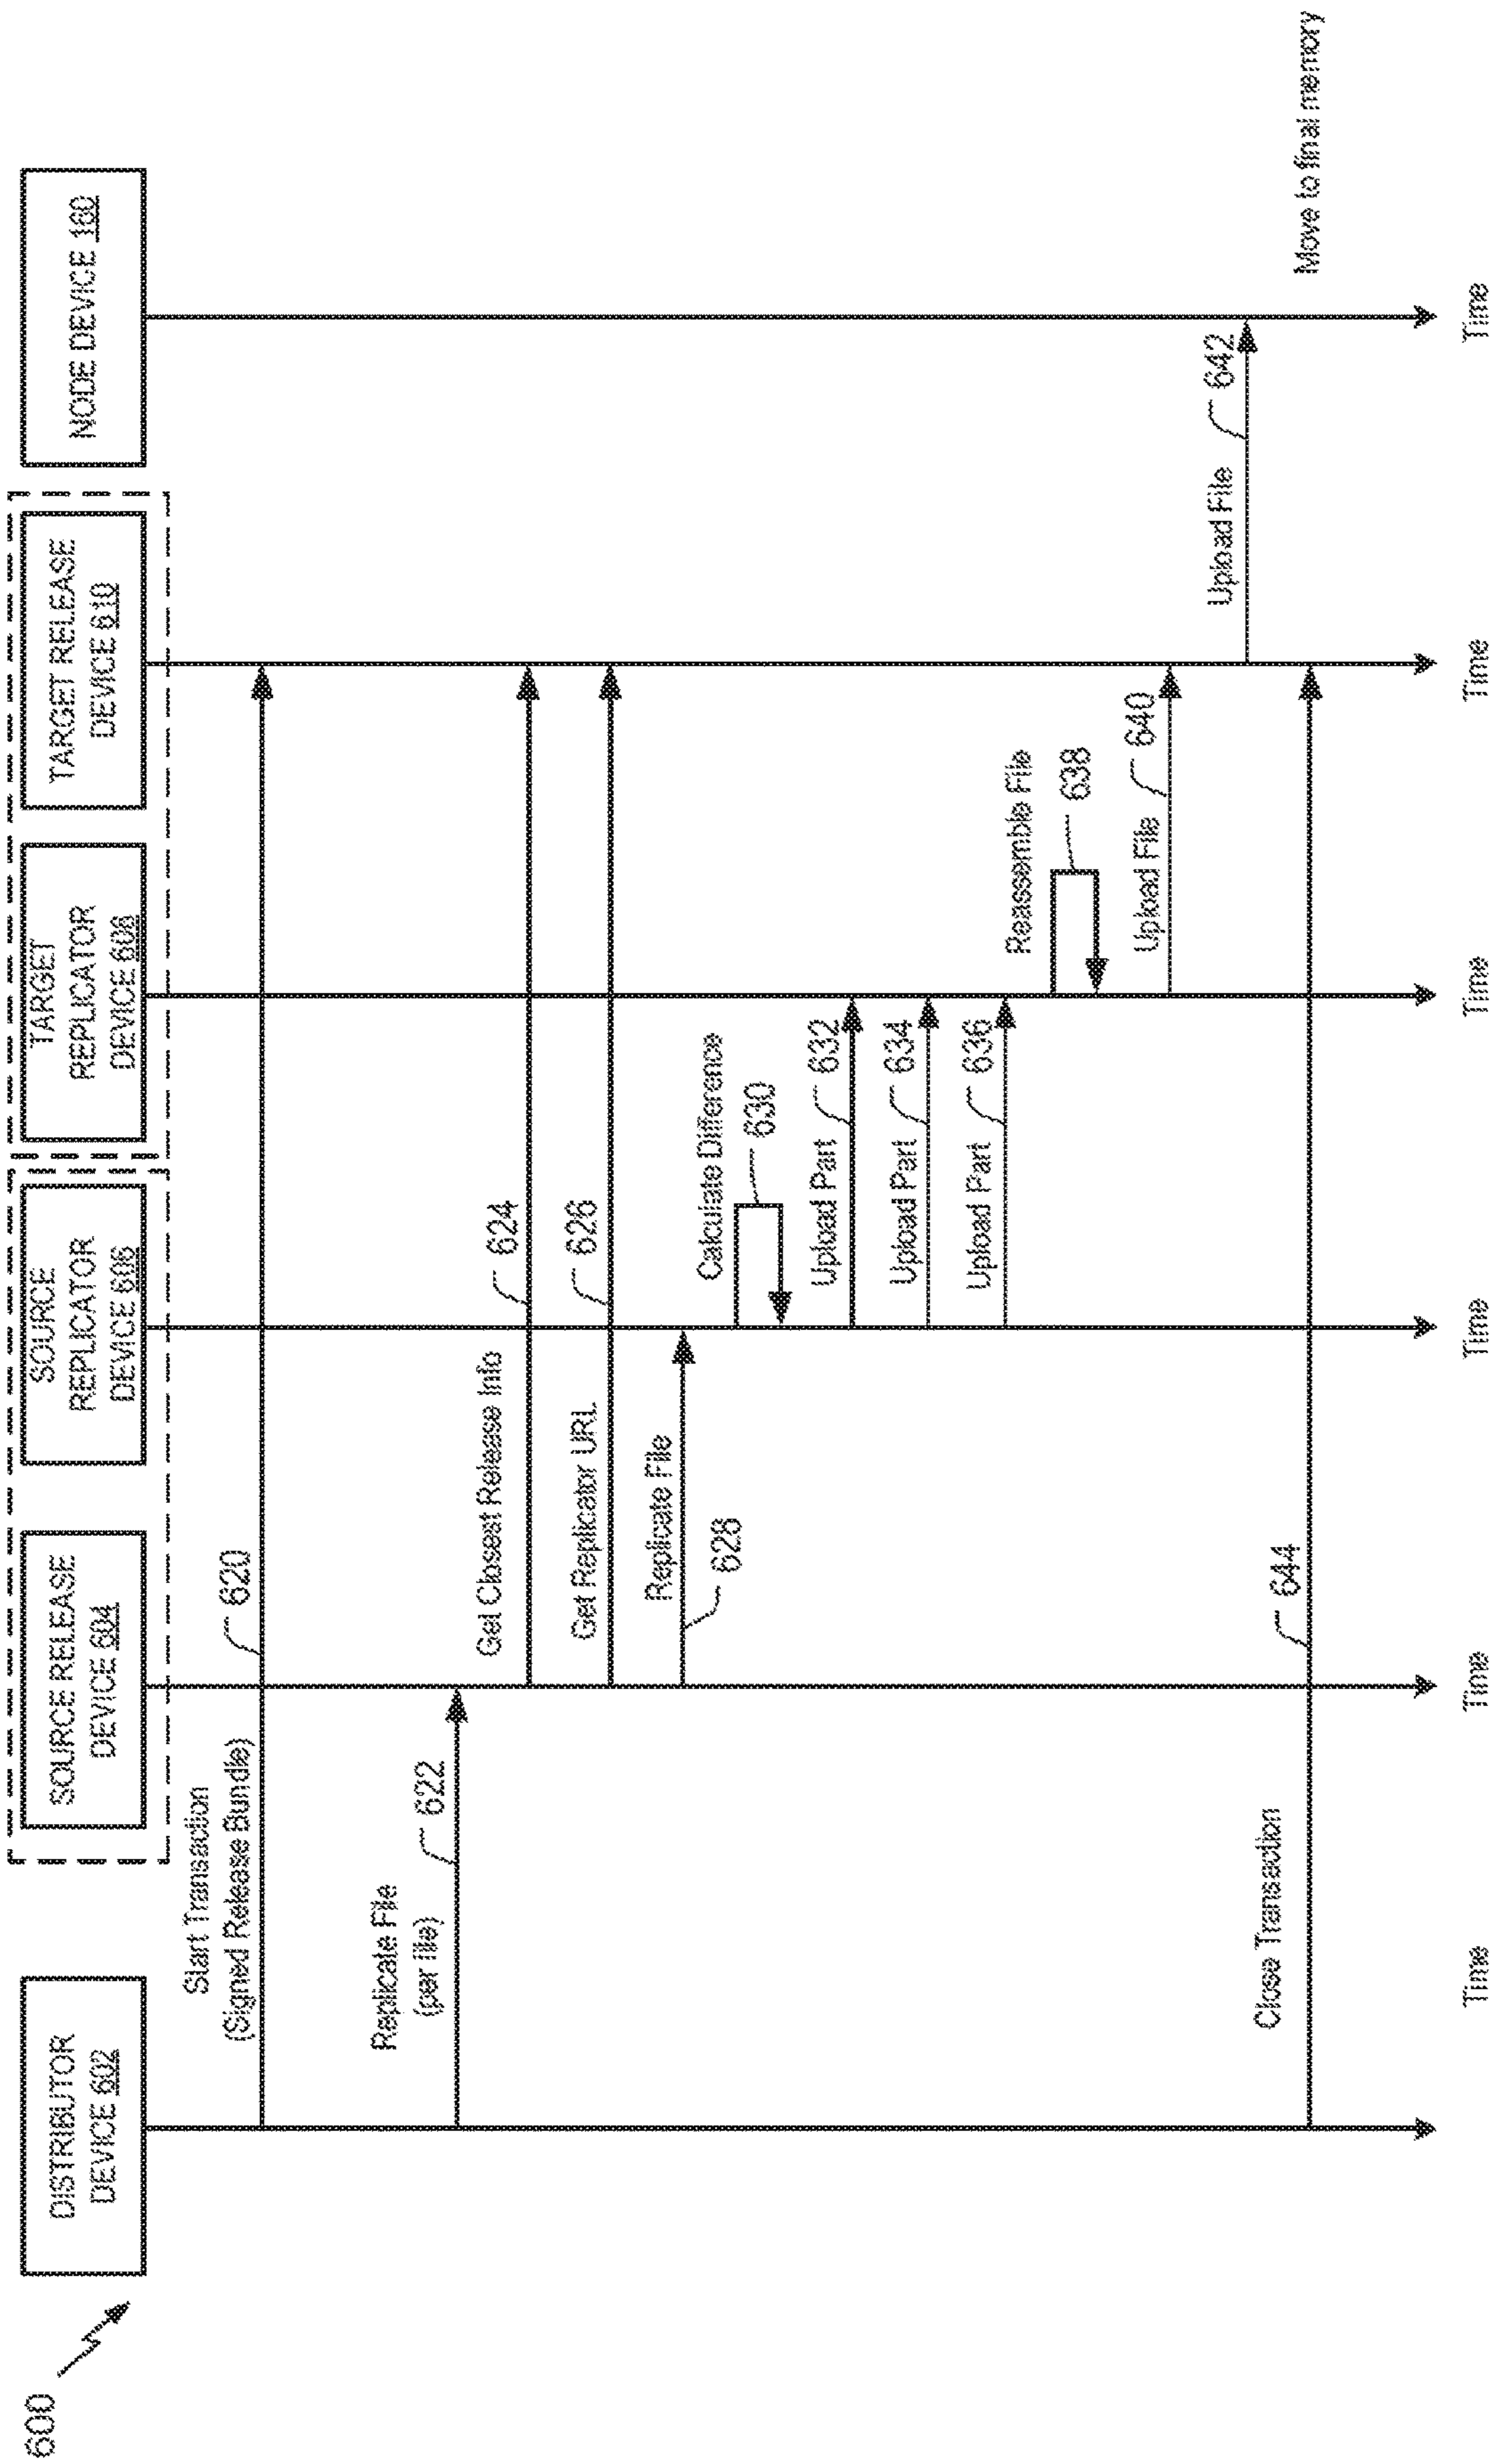 600
DISTRIBUTOR
DEVICE 602
SOURCE RELEASE
DEVICE 604
SOURCE
REPLICATOR
DEVICE 606
TARGET
REPLICATOR
DEVICE 608
TARGET RELEASE
DEVICE 610
NODE DEVICE 160
Start Transaction
(Signed Release Bundle)
620
Replicate File
(per file)
622
Get Closest Release Info
624
Get Replicator URL
626
Replicate File
628
Calculate Difference
630
Upload Part
632
Upload Part
634
Upload Part
636
Reassemble File
638
Upload File
640
Upload File
642
Close Transaction
644
Move to final memory
Time
Time
Time
Time
Time
Time